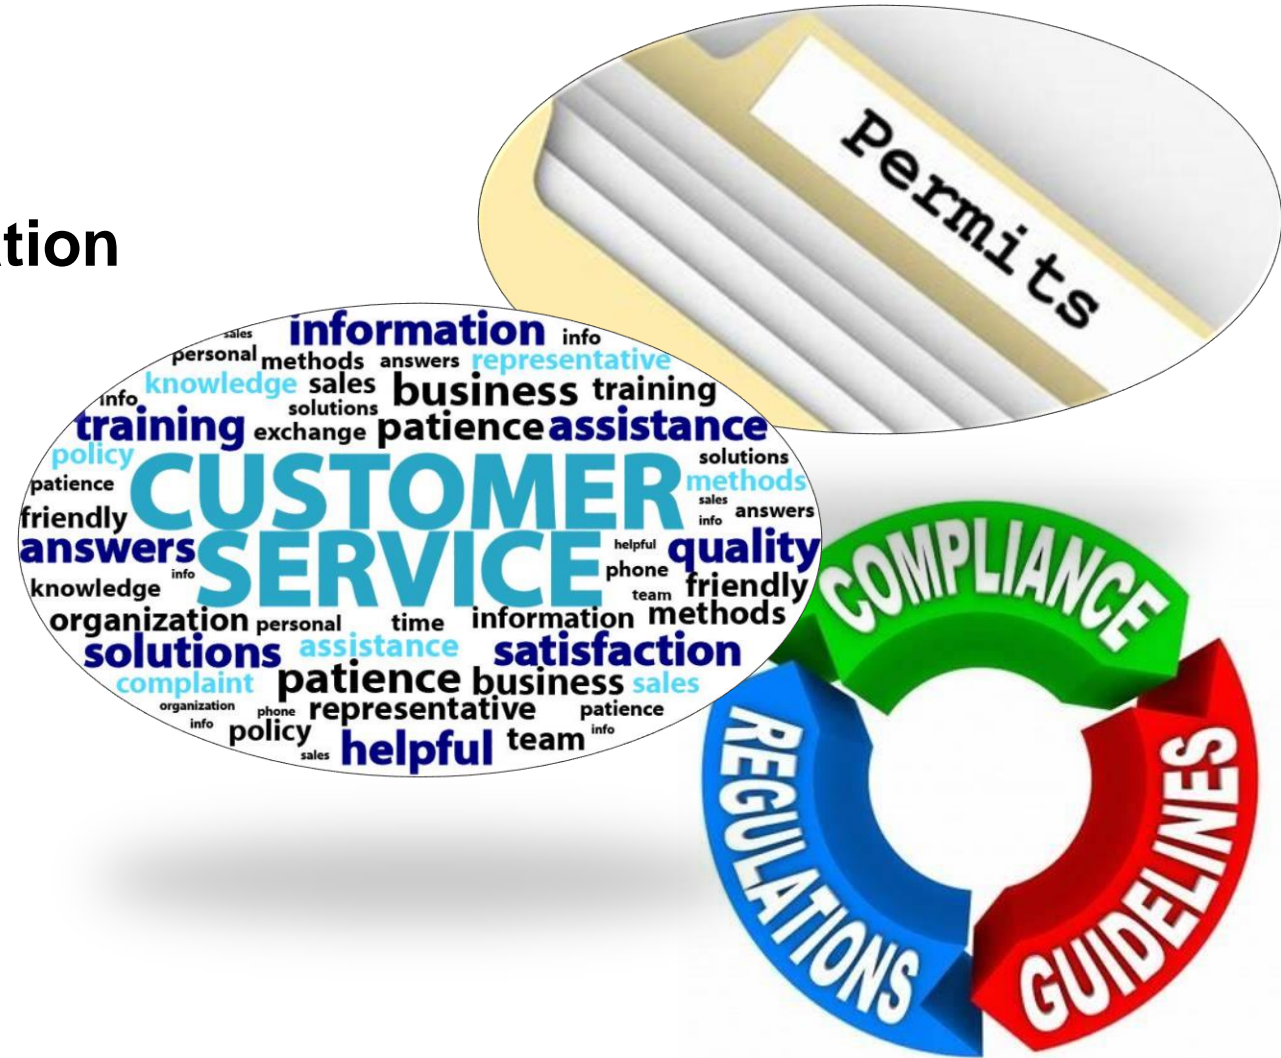 Permits
tion
sales information info
personal methods answers representative
knowledge sales business training
info solutions
training exchange patience assistance
policy CUSTOMER solutions
patience methods
sales
friendly info answers
answers SERVICE helpful quality
info phone
knowledge team friendly
organization personal time information methods
solutions assistance satisfaction
complaint patience business sales
organization phone representative patience
info policy info
sales helpful team
COMPLIANCE
REGULATIONS
GUIDELINES